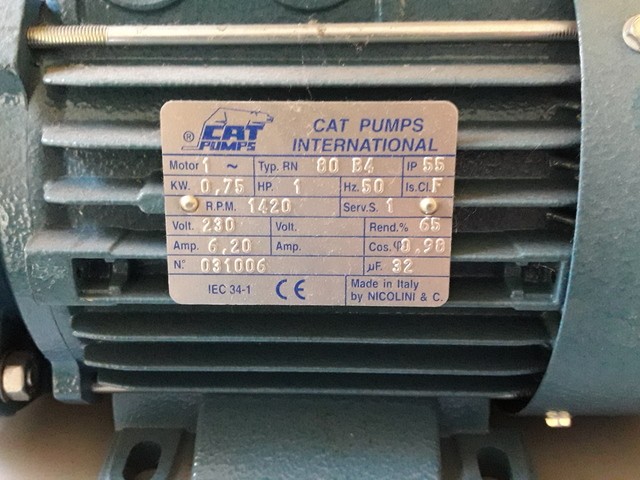 ® CAT PUMPS
CAT PUMPS INTERNATIONAL
Motor 1 ~ Typ. RN 80 B4 IP 55
KW. 0,75 HP. 1 Hz. 50 Is.Cl. F
R.P.M. 1420 Serv.S. 1
Volt. 230 Volt. Rend.% 65
Amp. 6,20 Amp. Cos.φ 0,98
N° 031006 µF. 32
IEC 34-1 CE Made in Italy
by NICOLINI & C.